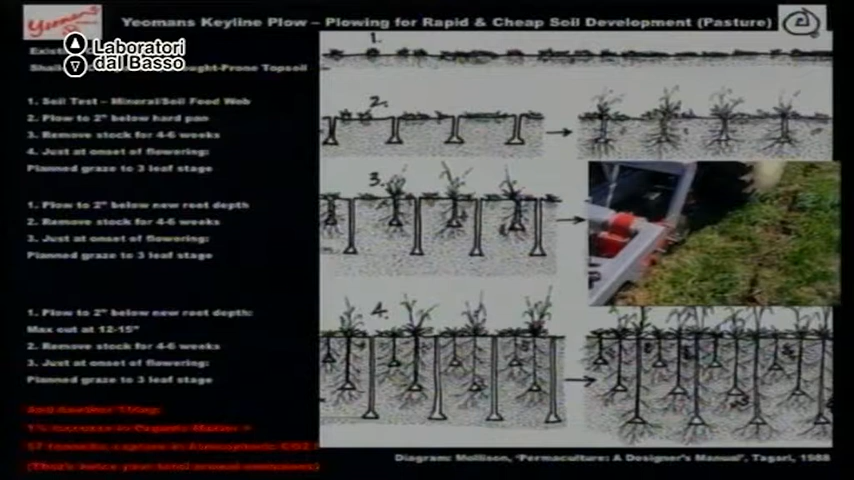 Yeomans
Yeomans Keyline Plow – Plowing for Rapid & Cheap Soil Development (Pasture)
Laboratori
dal Basso
-Prone Topsoil
1. Soil Test – Mineral/Soil Food Web
2. Plow to 2" below hard pan
3. Remove stock for 4-6 weeks
4. Just at onset of flowering:
Planned graze to 3 leaf stage
1. Plow to 2" below new root depth
2. Remove stock for 4-6 weeks
3. Just at onset of flowering:
Planned graze to 3 leaf stage
1. Plow to 2" below new root depth:
Max out at 12-15"
2. Remove stock for 4-6 weeks
3. Just at onset of flowering:
Planned graze to 3 leaf stage
1.
2.
3.
4.
Diagram: Mollison, 'Permaculture: A Designer's Manual', Tagari, 1988